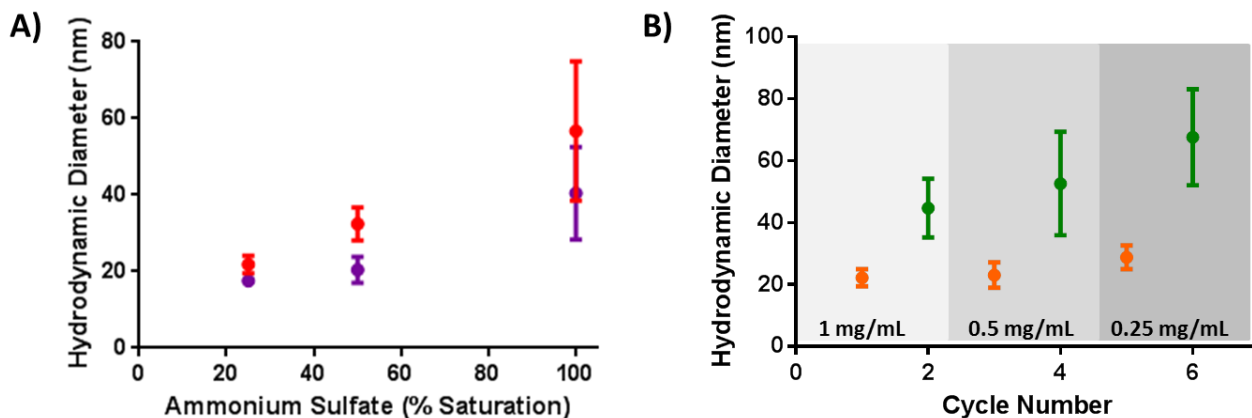 A)
Hydrodynamic Diameter (nm)
80
60
40
20
0
0 20 40 60 80 100
Ammonium Sulfate (% Saturation)
B)
Hydrodynamic Diameter (nm)
100
80
60
40
20
0
1 mg/mL 0.5 mg/mL 0.25 mg/mL
0 2 4 6
Cycle Number